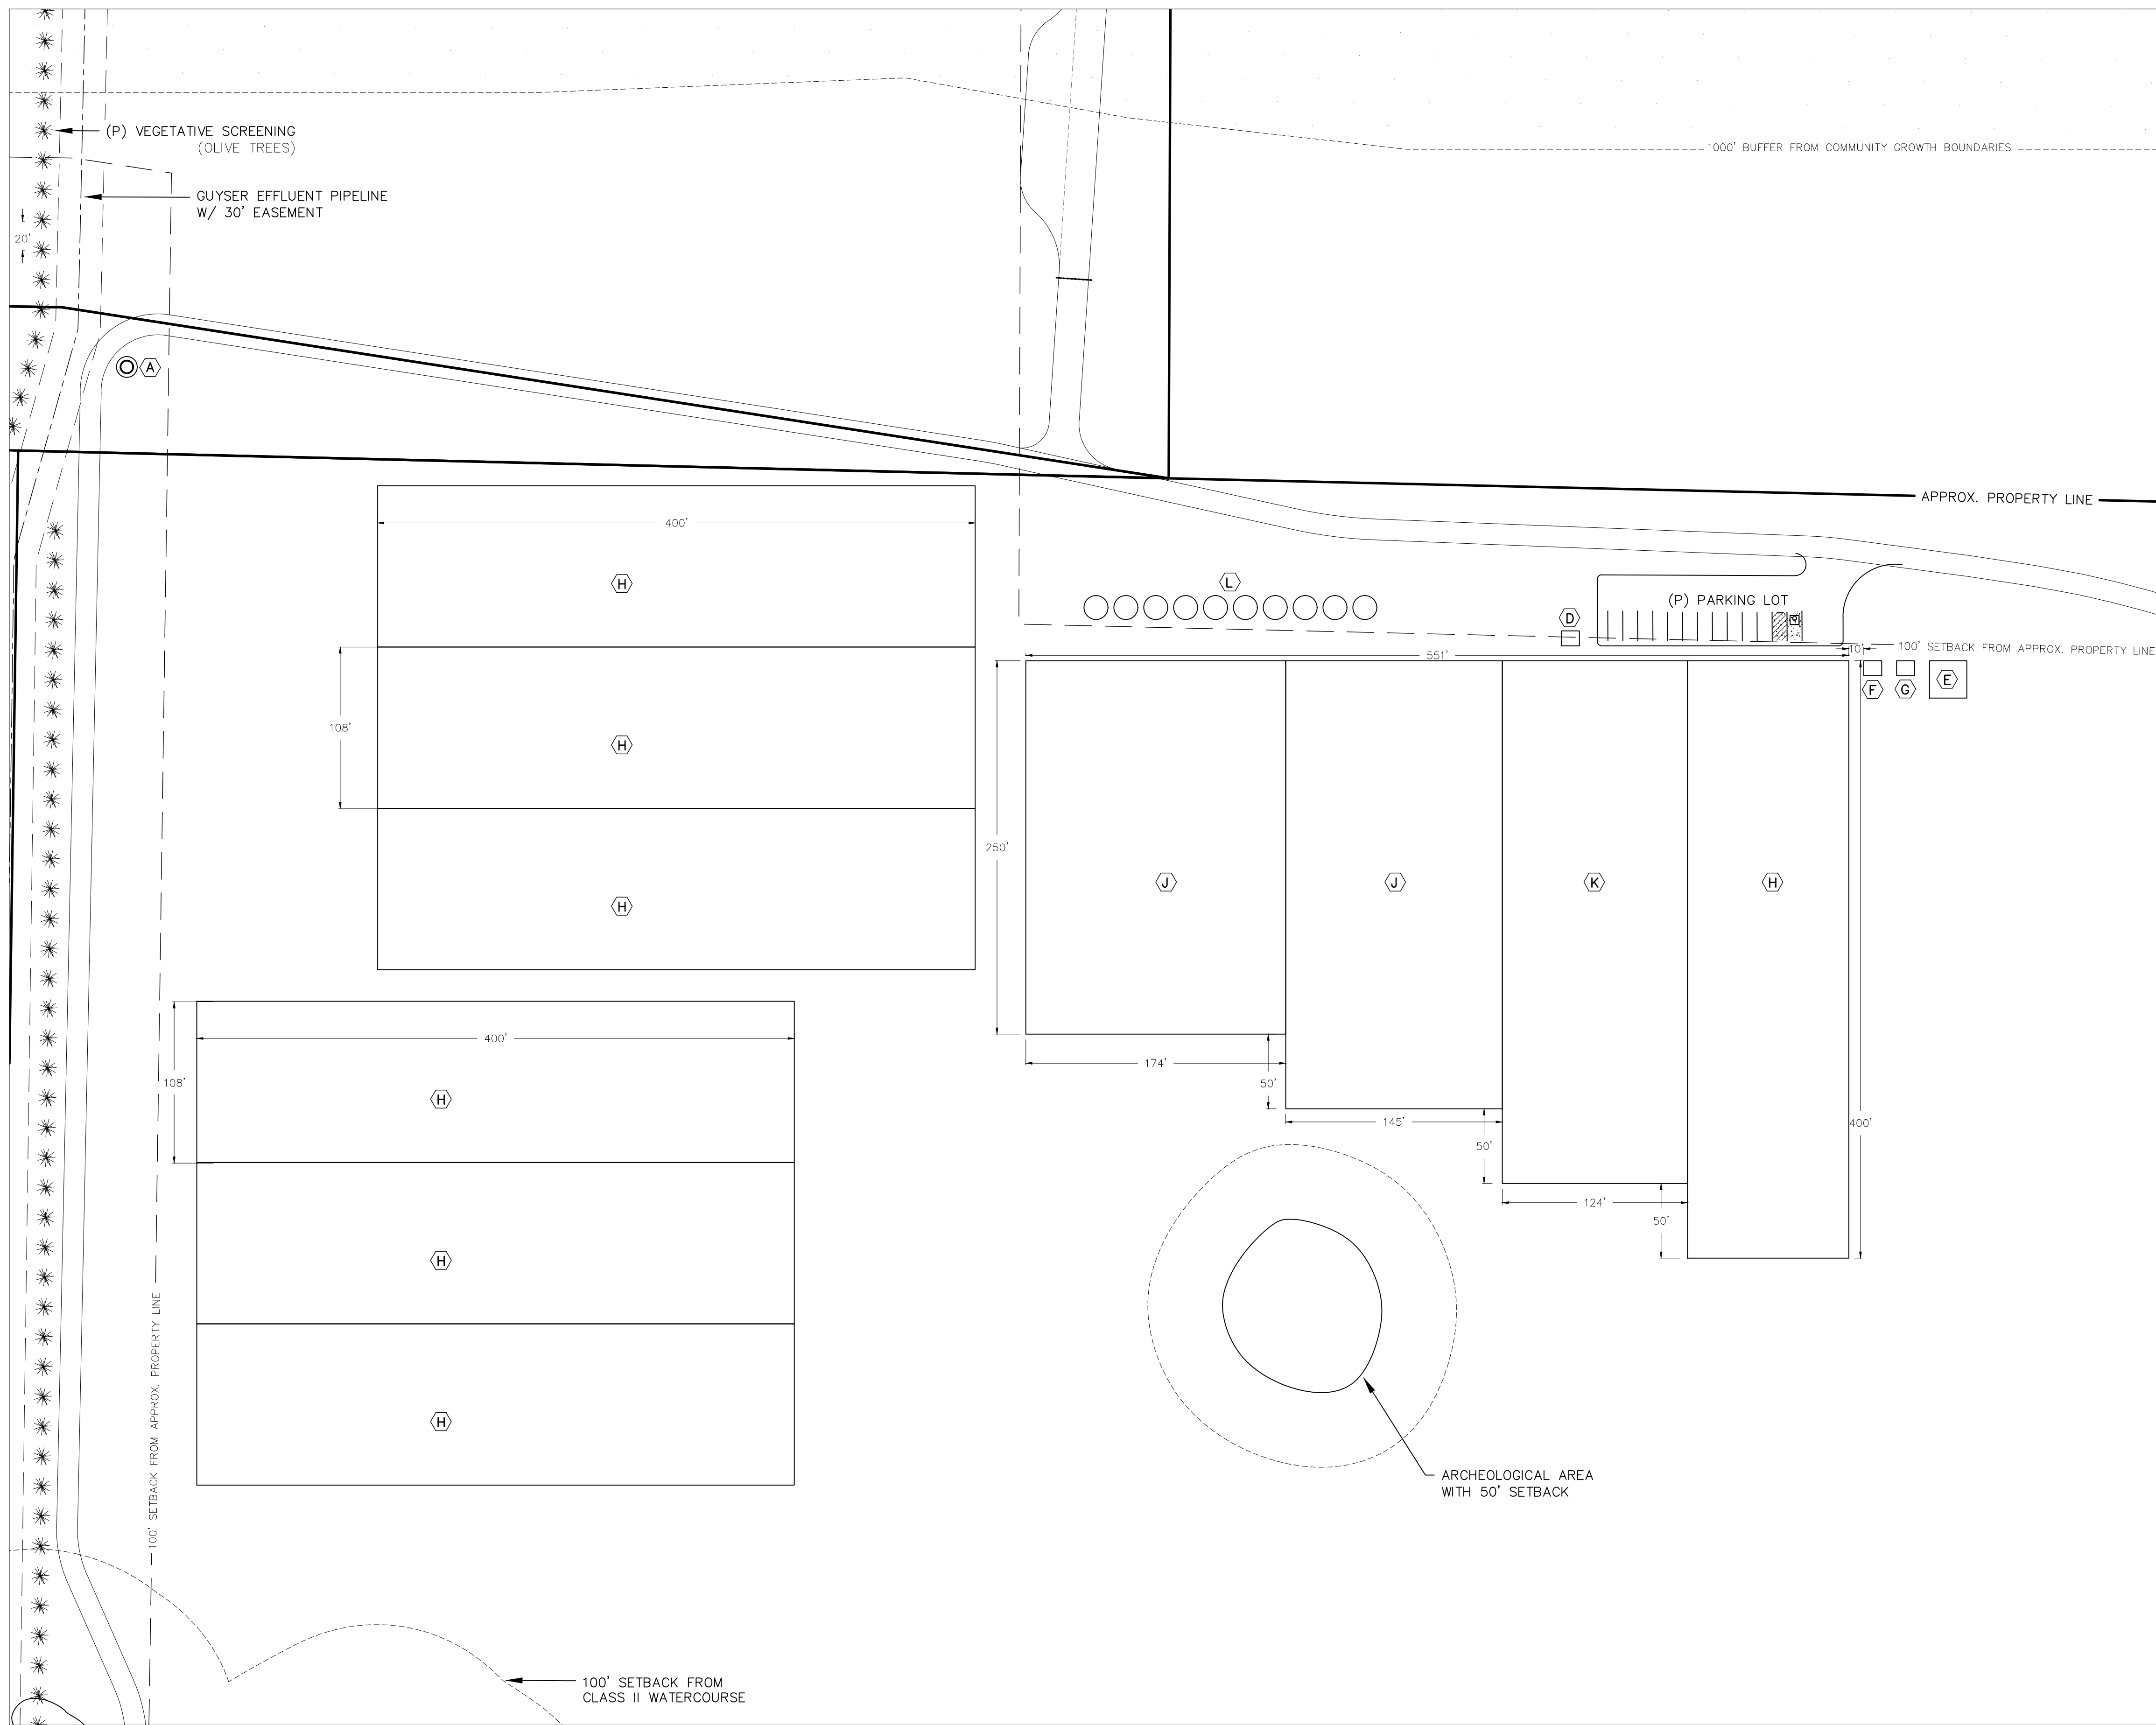 (P) VEGETATIVE SCREENING
(OLIVE TREES)
1000' BUFFER FROM COMMUNITY GROWTH BOUNDARIES
GUYSER EFFLUENT PIPELINE
W/ 30' EASEMENT
20'
A
APPROX. PROPERTY LINE
400'
H
L
(P) PARKING LOT
D
10'
100' SETBACK FROM APPROX. PROPERTY LINE
551'
F
G
E
108'
H
250'
J
J
K
H
H
400'
108'
174'
50'
H
145'
50'
400'
124'
50'
H
100' SETBACK FROM APPROX. PROPERTY LINE
H
ARCHEOLOGICAL AREA
WITH 50' SETBACK
100' SETBACK FROM
CLASS II WATERCOURSE